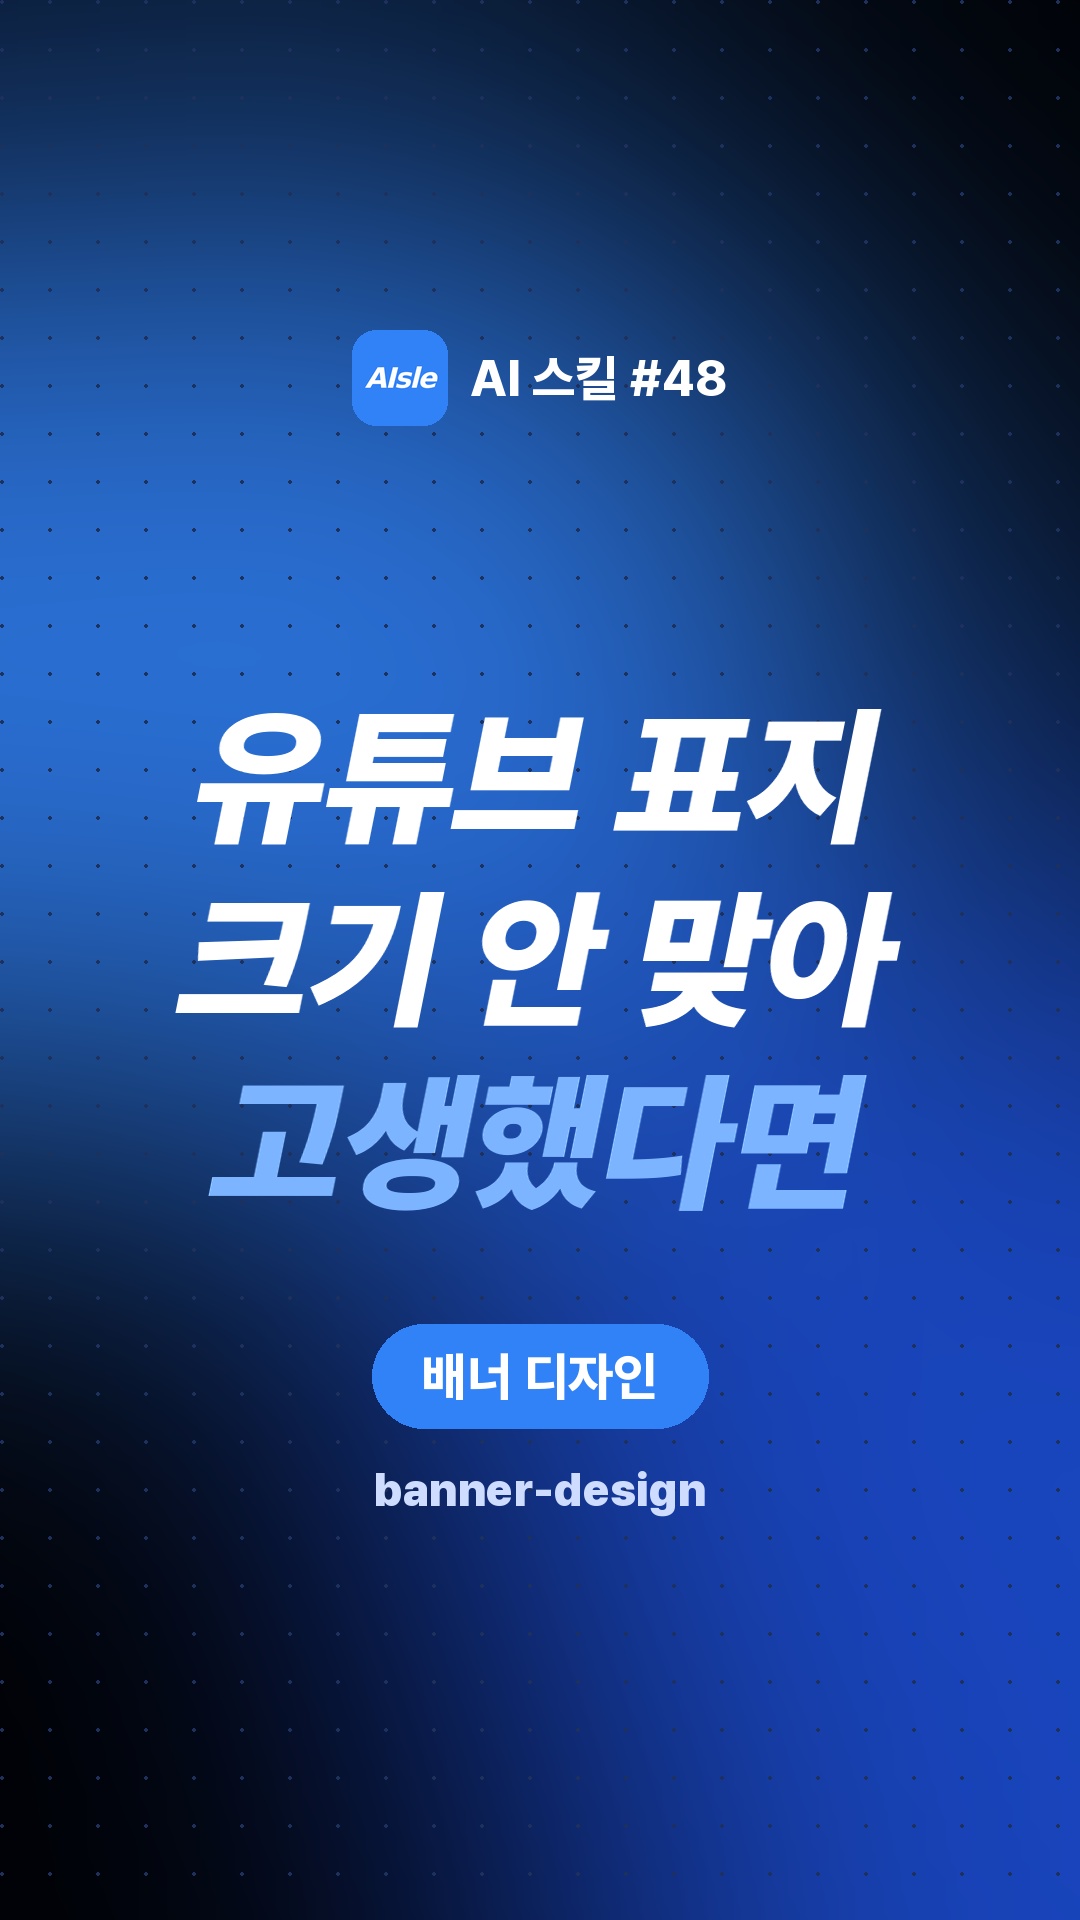 AIsle
AI 스킬 #48
유튜브 표지
크기 안 맞아
고생했다면
배너 디자인
banner-design